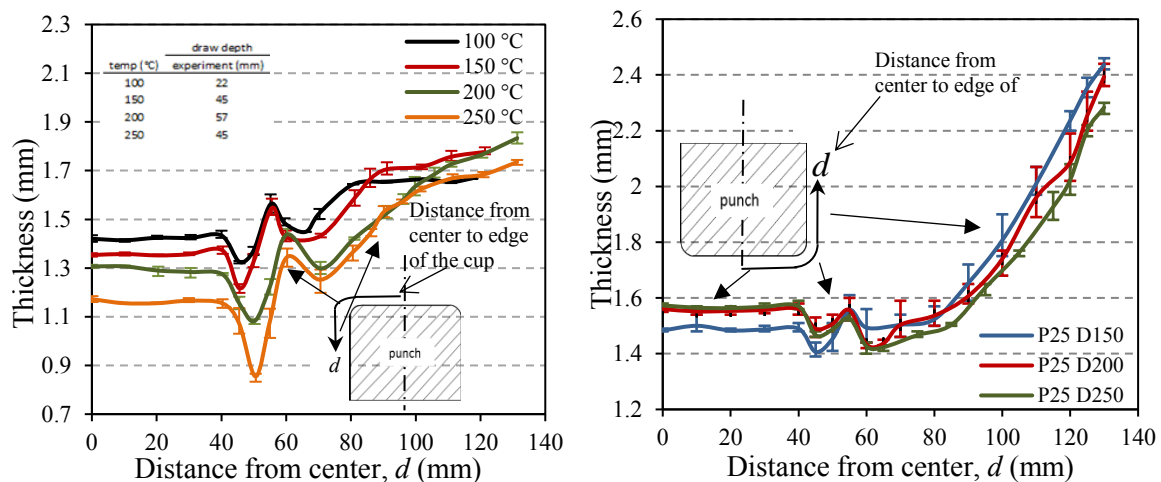 2.3
2.1
1.9
1.7
1.5
1.3
1.1
0.9
0.7
Thickness (mm)
draw depth
temp (°C) experiment (mm)
100 22
150 45
200 57
250 45
100 °C
150 °C
200 °C
250 °C
Distance from
center to edge
of the cup
punch
d
0 20 40 60 80 100 120 140
Distance from center, d (mm)
2.6
2.4
2.2
2
1.8
1.6
1.4
1.2
Thickness (mm)
Distance from
center to edge of
d
punch
P25 D150
P25 D200
P25 D250
0 20 40 60 80 100 120 140
Distance from center, d (mm)